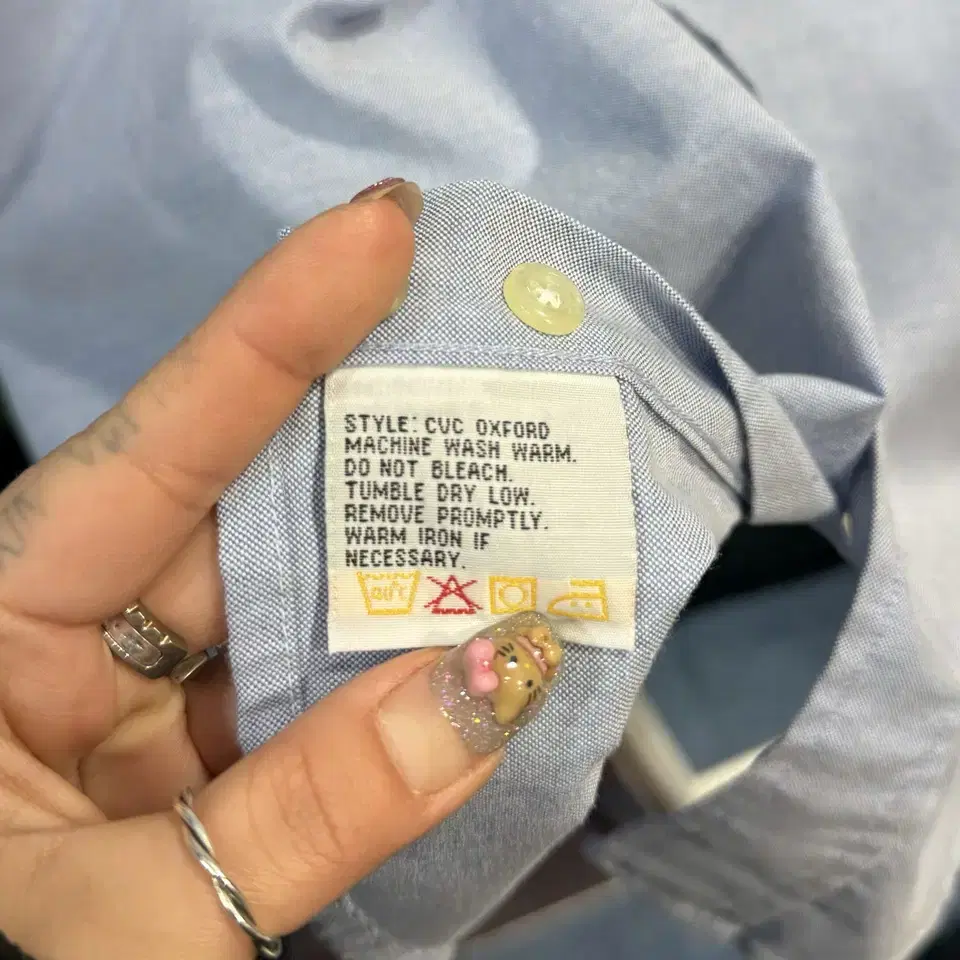 STYLE: CVC OXFORD
MACHINE WASH WARM.
DO NOT BLEACH.
TUMBLE DRY LOW.
REMOVE PROMPTLY.
WARM IRON IF
NECESSARY.